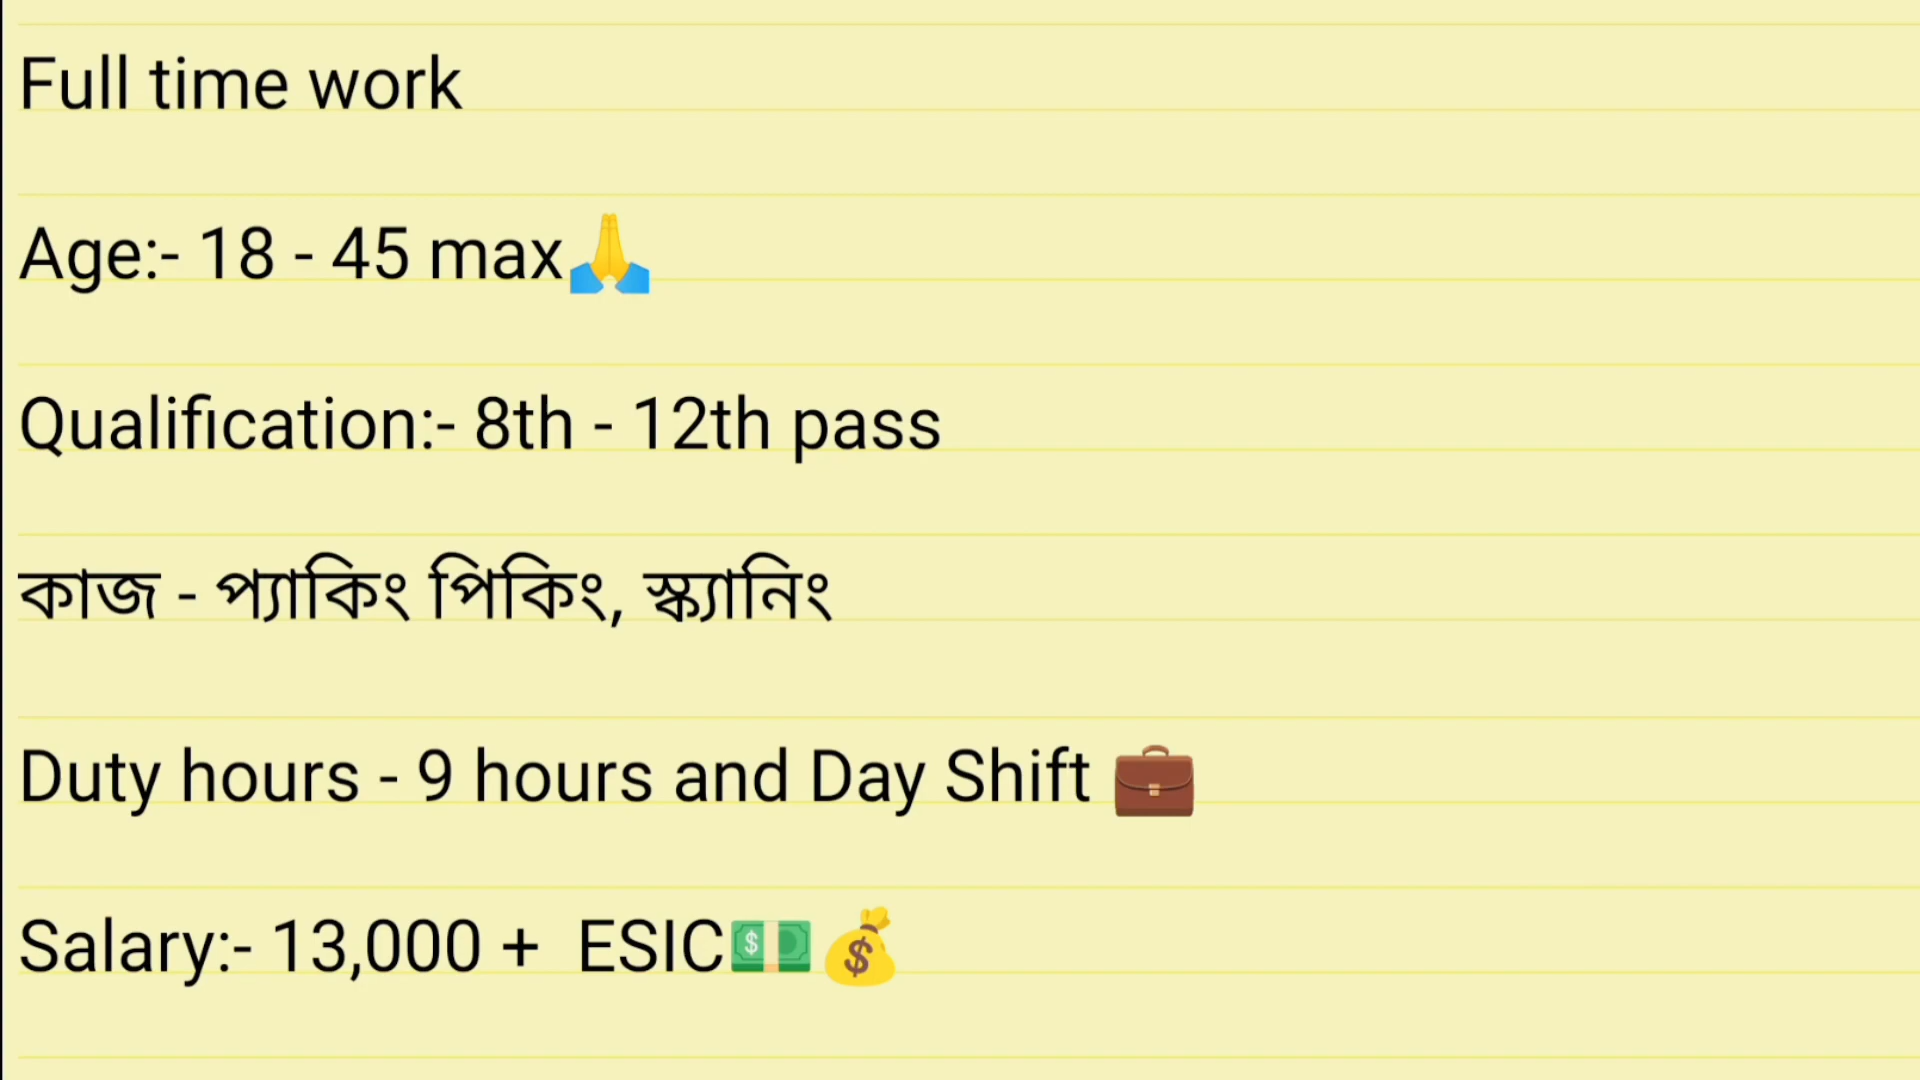 Full time work
Age:- 18 - 45 max🙏
Qualification:- 8th - 12th pass
কাজ - প্যাকিং পিকিং, স্ক্যানিং
Duty hours - 9 hours and Day Shift 💼
Salary:- 13,000 +  ESIC💵💰